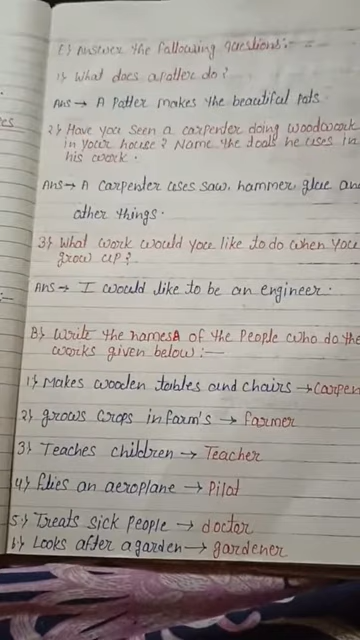 E) Answer the following questions:-
1) What does a patter do?
Ans → A Patter makes the beautiful pots.
2) Have you seen a carpenter doing woodwork
in your house? Name the tools he uses in
his work.
Ans → A carpenter uses saw, hammer glue an
other things.
3) What work would you like to do when you
grow up?
Ans → I would like to be an engineer.
B) Write the names of the People who do the
works given below:-
1) Makes wooden tables and chairs → Carpen
2) grows crops in farm's → farmer
3) Teaches children → Teacher
4) flies an aeroplane → Pilot
5) Treats sick people → doctor
6) Looks after a garden → gardener